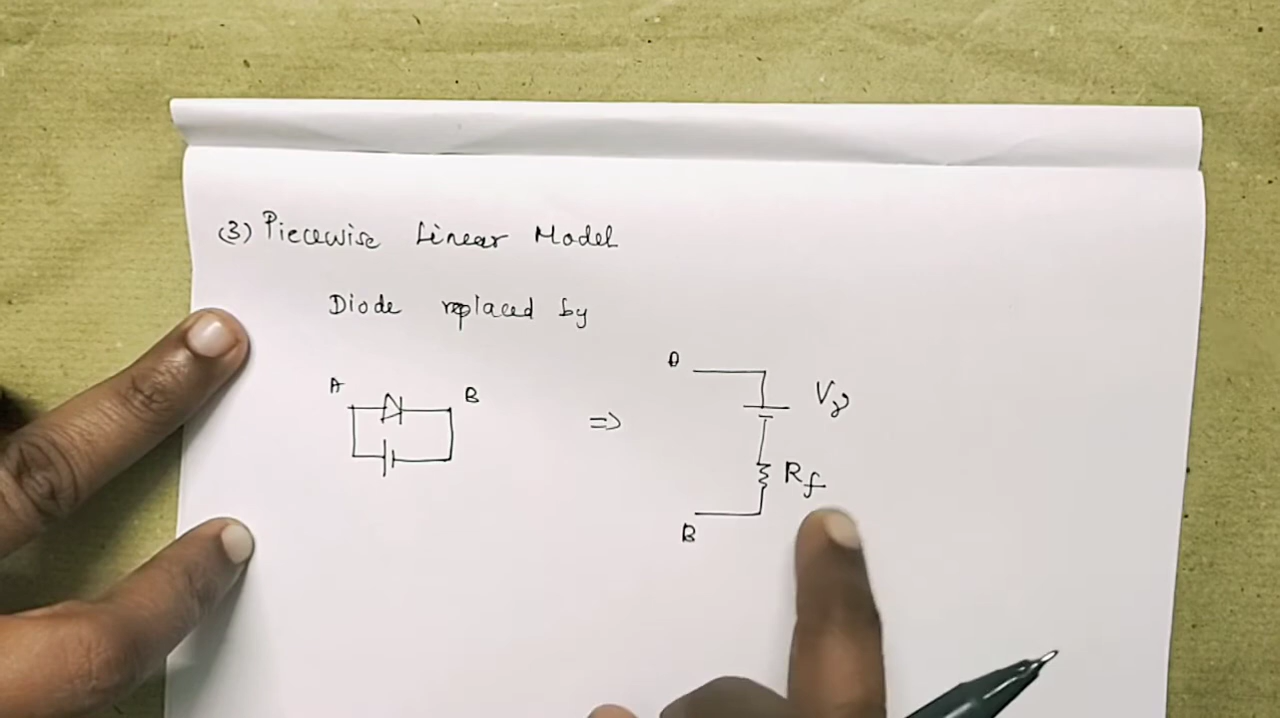 (3) Piecewise Linear Model
Diode replaced by
A
B
⇒
A
Vγ
Rf
B